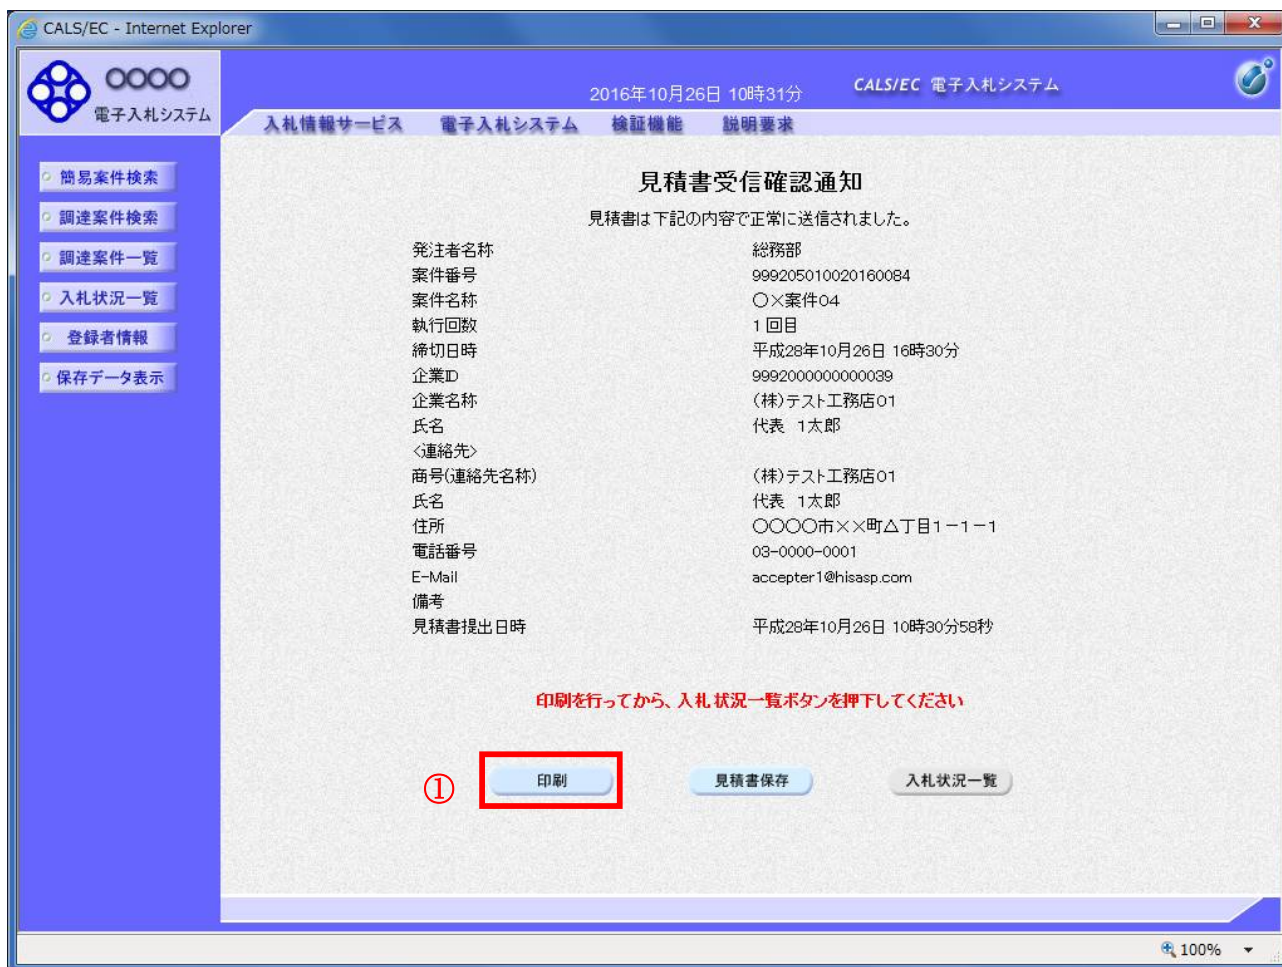 CALS/EC - Internet Explorer
○○○○
電子入札システム
2016年10月26日 10時31分
CALS/EC 電子入札システム
入札情報サービス 電子入札システム 検証機能 説明要求
簡易案件検索
調達案件検索
調達案件一覧
入札状況一覧
登録者情報
保存データ表示
見積書受信確認通知
見積書は下記の内容で正常に送信されました。
発注者名称 総務部
案件番号 999205010020160084
案件名称 ○×案件04
執行回数 1回目
締切日時 平成28年10月26日 16時30分
企業ID 9992000000000039
企業名称 (株)テスト工務店01
氏名 代表 1太郎
<連絡先>
商号(連絡先名称) (株)テスト工務店01
氏名 代表 1太郎
住所 ○○○○市××町△丁目1-1-1
電話番号 03-0000-0001
E-Mail accepter1@hisasp.com
備考
見積書提出日時 平成28年10月26日 10時30分58秒
印刷を行ってから、入札状況一覧ボタンを押下してください
① 印刷 見積書保存 入札状況一覧
100%